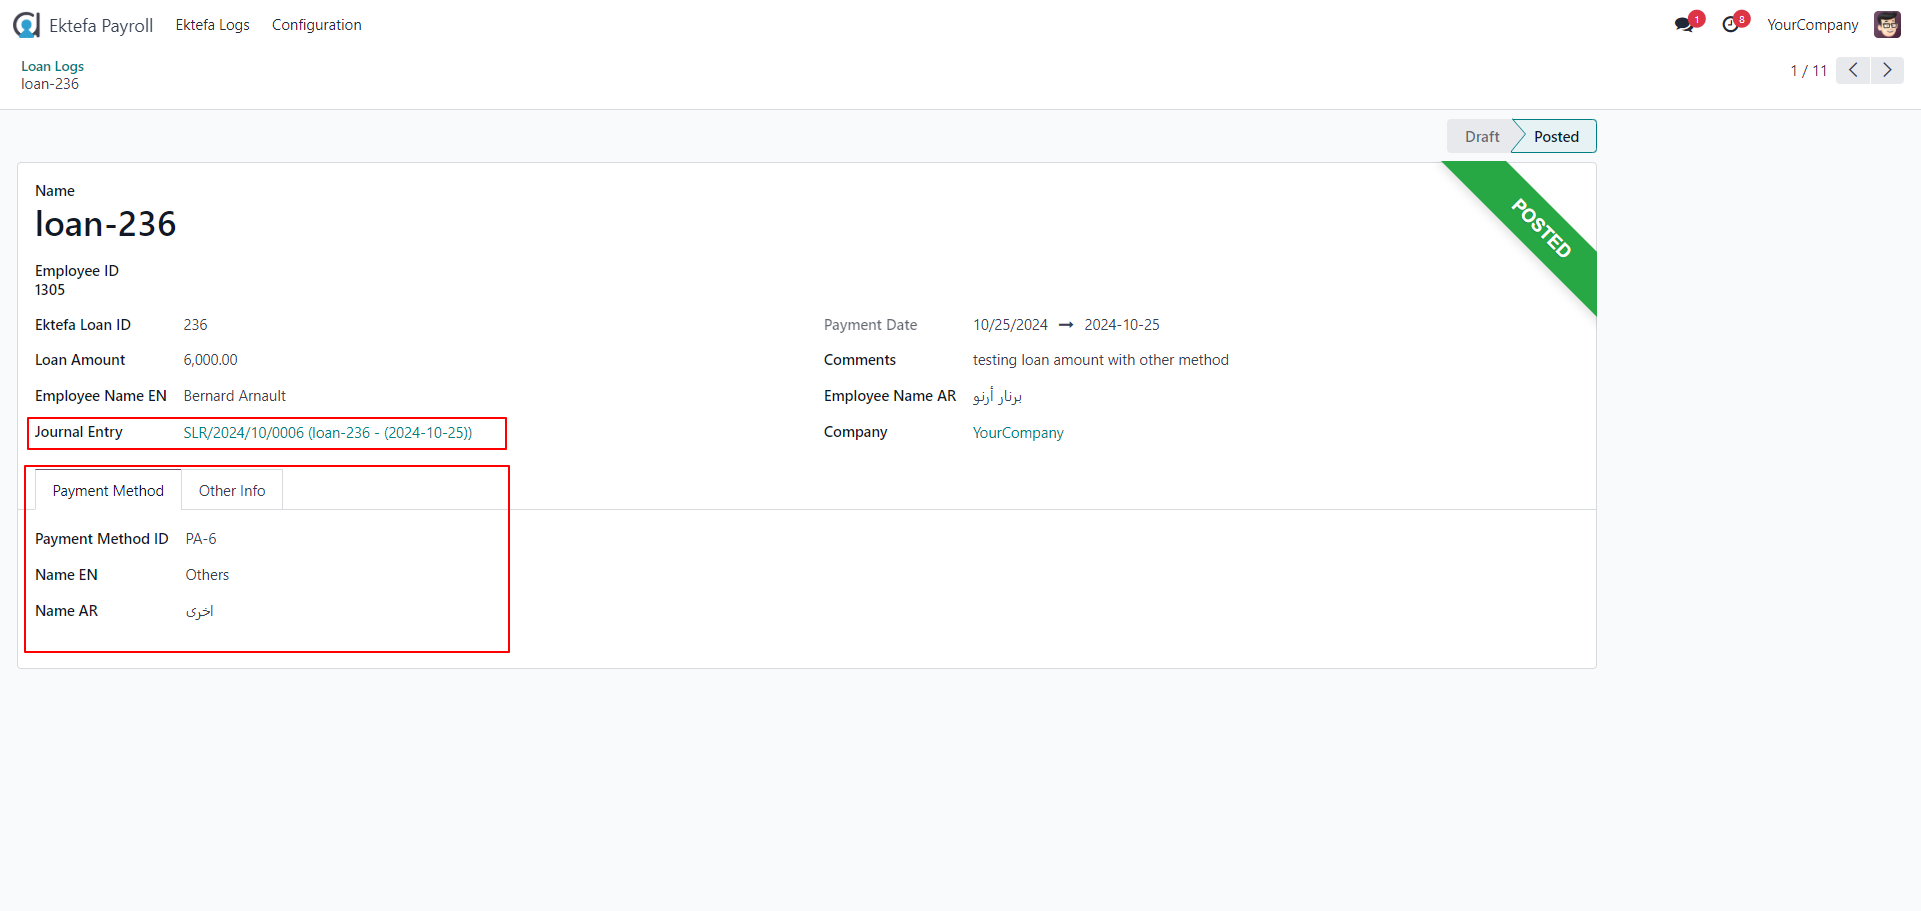 Ektefa Payroll Ektefa Logs Configuration 1 8 YourCompany
Loan Logs
loan-236
1 / 11
Draft Posted
POSTED
Name
loan-236
Employee ID
1305
Ektefa Loan ID 236
Payment Date 10/25/2024 → 2024-10-25
Loan Amount 6,000.00
Comments testing loan amount with other method
Employee Name EN Bernard Arnault
Employee Name AR برنار أرنو
Journal Entry SLR/2024/10/0006 (loan-236 - (2024-10-25))
Company YourCompany
Payment Method Other Info
Payment Method ID PA-6
Name EN Others
Name AR اخرى